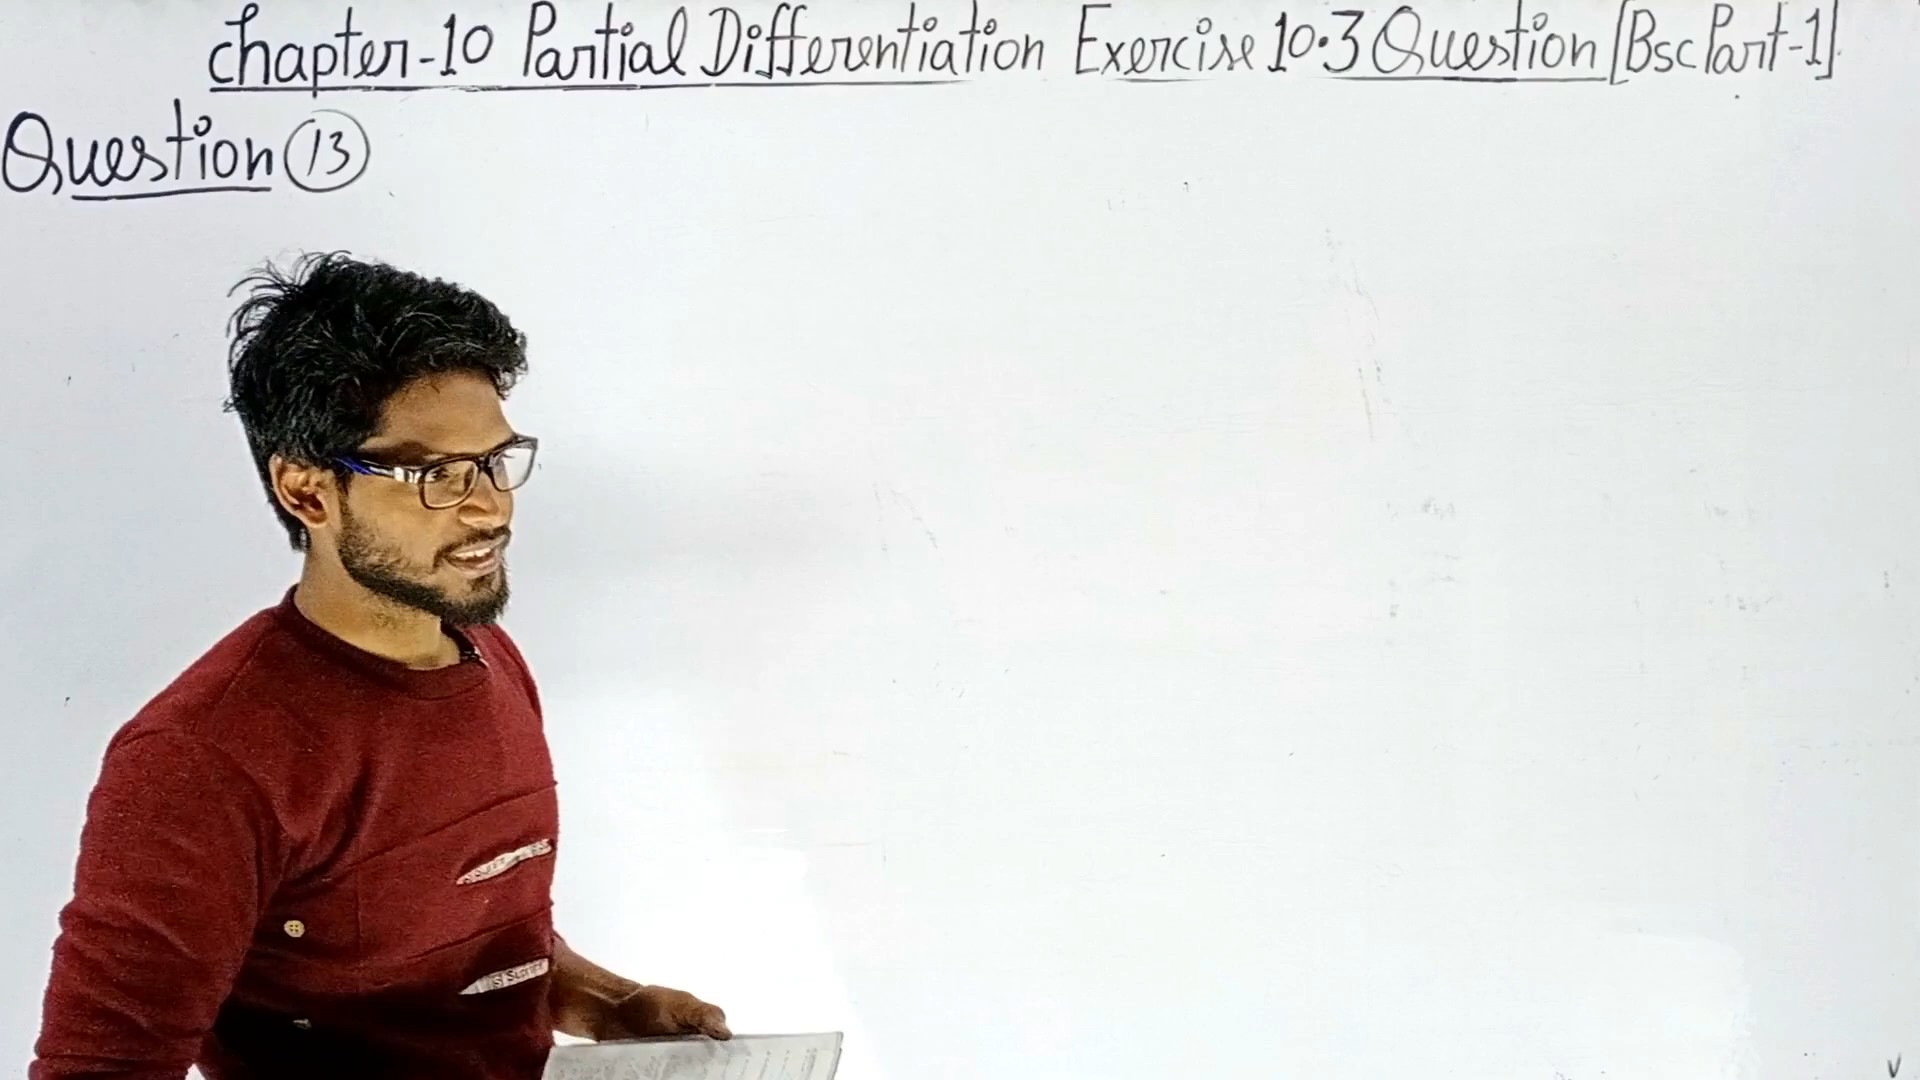 chapter-10 Partial Differentiation Exercise 10.3 Question [Bsc Part-1]
Question 13